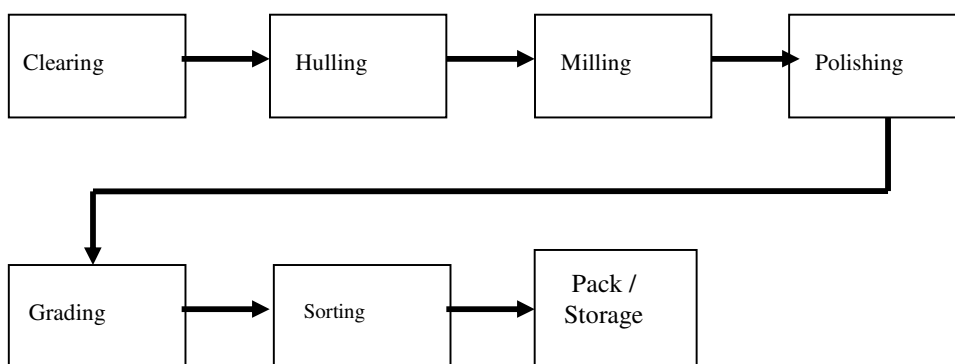 Clearing
Hulling
Milling
Polishing
Grading
Sorting
Pack /
Storage